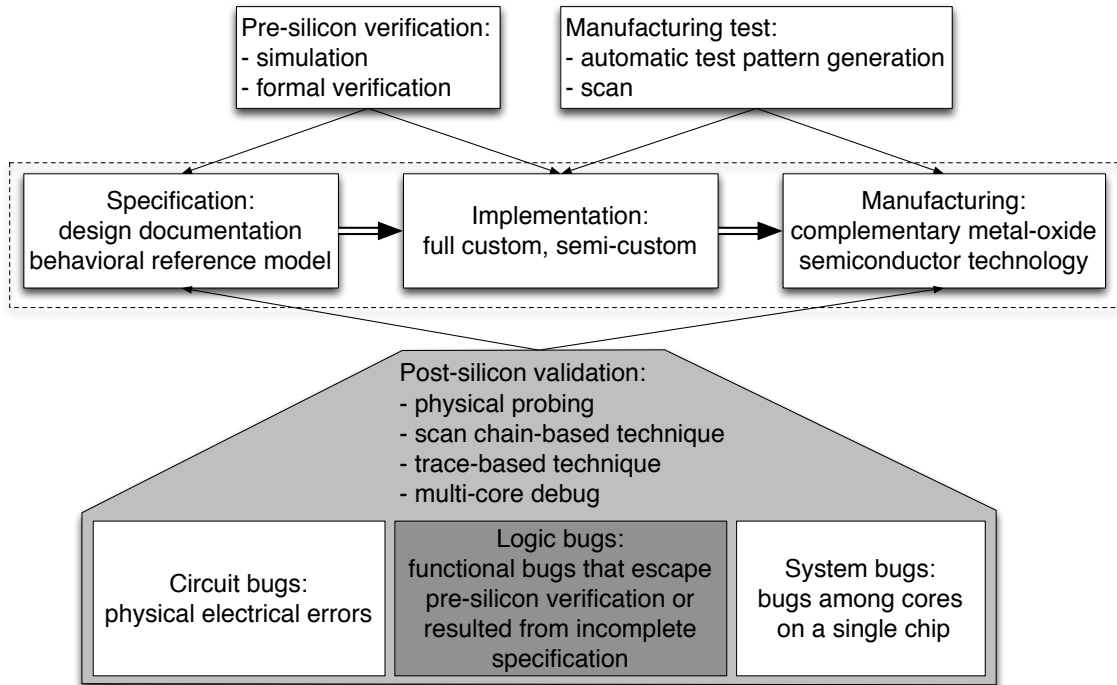 Pre-silicon verification:
- simulation
- formal verification
Manufacturing test:
- automatic test pattern generation
- scan
Specification:
design documentation
behavioral reference model
Implementation:
full custom, semi-custom
Manufacturing:
complementary metal-oxide
semiconductor technology
Post-silicon validation:
- physical probing
- scan chain-based technique
- trace-based technique
- multi-core debug
Circuit bugs:
physical electrical errors
Logic bugs:
functional bugs that escape
pre-silicon verification or
resulted from incomplete
specification
System bugs:
bugs among cores
on a single chip